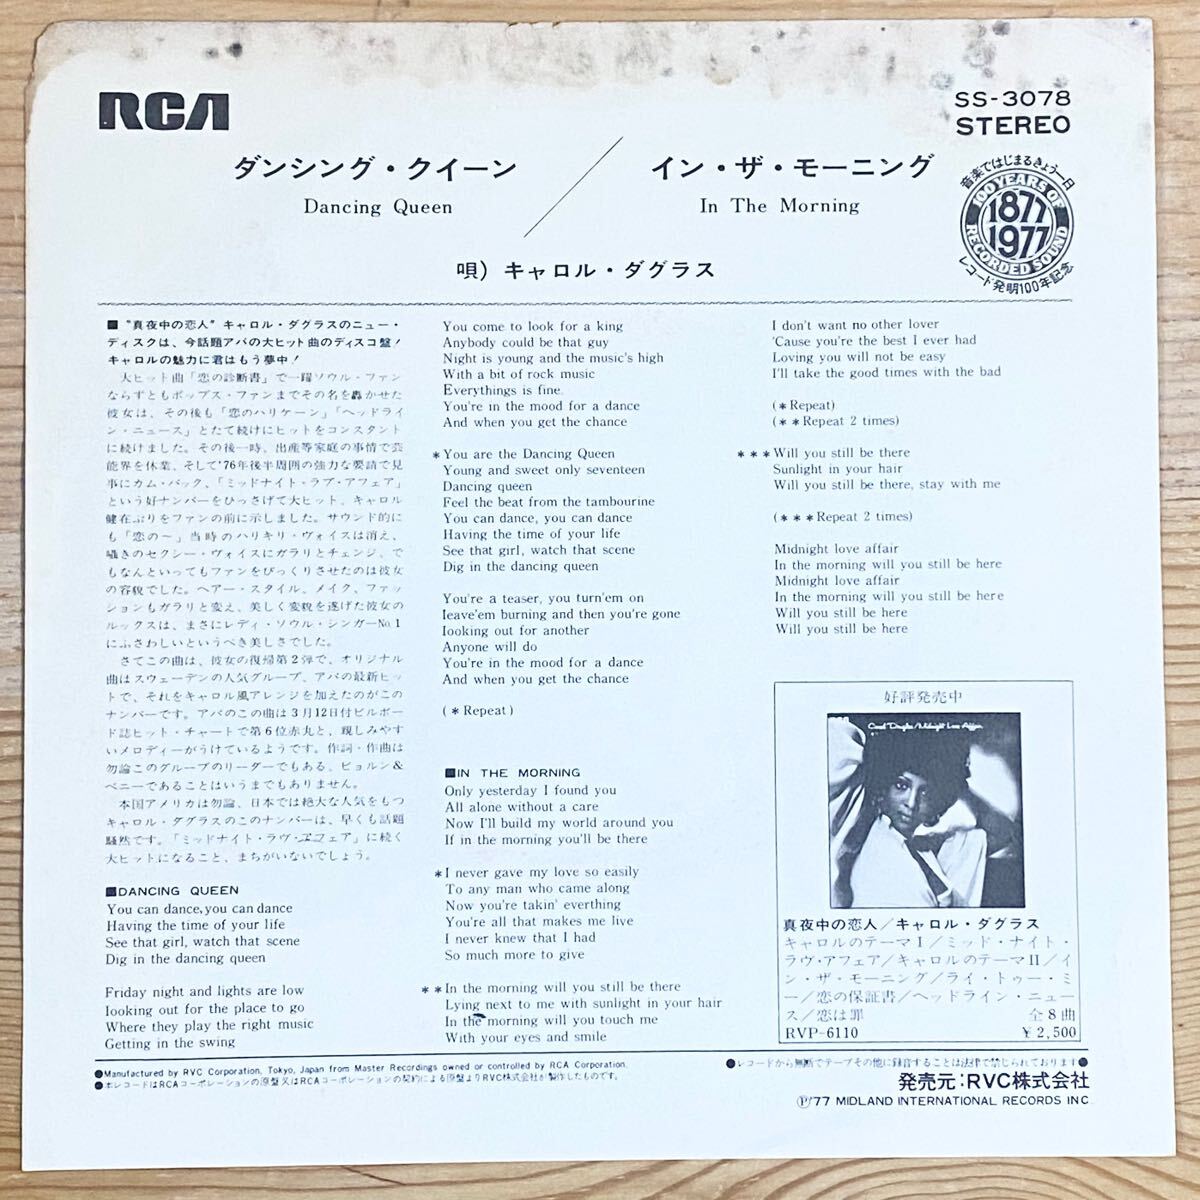 RCA
SS-3078
STEREO
ダンシング・クイーン
Dancing Queen
イン・ザ・モーニング
In The Morning
音楽ではじまるきょう一日
100 YEARS OF
1877
1977
RECORDED SOUND
レコード発明100年記念
唄）キャロル・ダグラス
■“真夜中の恋人”キャロル・ダグラスのニュー・
ディスクは、今話題アバの大ヒット曲のディスコ盤！
キャロルの魅力に君はもう夢中！
大ヒット曲「恋の診断書」で一躍ソウル・ファン
ならずともポップス・ファンまでその名を轟かせた
彼女は、その後も「恋のハリケーン」「ヘッドライ
ン・ニュース」とたて続けにヒットをコンスタント
に続けました。その後一時、出産等家庭の事情で芸
能界を休業、そして'76年後半周囲の強力な要請で見
事にカム・バック、「ミッドナイト・ラブ・アフェア」
という好ナンバーをひっさげて大ヒット、キャロル
健在ぶりをファンの前に示しました。サウンド的に
も「恋の〜」当時のハリキリ・ヴォイスは消え、
囁きのセクシー・ヴォイスにガラリとチェンジ、で
もなんといってもファンをびっくりさせたのは彼女
の容貌でした。ヘアー・スタイル、メイク、ファッ
ションもガラリと変え、美しく変貌を遂げた彼女の
ルックスは、まさにレディ・ソウル・シンガーNo.1
にふさわしいというべき美しさでした。
さてこの曲は、彼女の復帰第2弾で、オリジナル
曲はスウェーデンの人気グループ、アバの最新ヒッ
トで、それをキャロル風アレンジを加えたのがこの
ナンバーです。アバのこの曲は3月12日付ビルボー
ド誌ヒット・チャートで第6位赤丸と、親しみやす
いメロディーがうけているようです。作詞・作曲は
勿論このグループのリーダーでもある、ビョルン&
ベニーであることはいうまでもありません。
本国アメリカは勿論、日本では絶大な人気をもつ
キャロル・ダグラスのこのナンバーは、早くも話題
騒然です。「ミッドナイト・ラヴ・アフェア」に続く
大ヒットになること、まちがいないでしょう。
■DANCING QUEEN
You can dance, you can dance
Having the time of your life
See that girl, watch that scene
Dig in the dancing queen
Friday night and lights are low
Iooking out for the place to go
Where they play the right music
Getting in the swing
You come to look for a king
Anybody could be that guy
Night is young and the music's high
With a bit of rock music
Everythings is fine.
You're in the mood for a dance
And when you get the chance
*You are the Dancing Queen
Young and sweet only seventeen
Dancing queen
Feel the beat from the tambourine
You can dance, you can dance
Having the time of your life
See that girl, watch that scene
Dig in the dancing queen
You're a teaser, you turn'em on
Ieave'em burning and then you're gone
Iooking out for another
Anyone will do
You're in the mood for a dance
And when you get the chance
(*Repeat)
■IN THE MORNING
Only yesterday I found you
All alone without a care
Now I'll build my world around you
If in the morning you'll be there
*I never gave my love so easily
To any man who came along
Now you're takin' everthing
You're all that makes me live
I never knew that I had
So much more to give
**In the morning will you still be there
Lying next to me with sunlight in your hair
In the morning will you touch me
With your eyes and smile
I don't want no other lover
'Cause you're the best I ever had
Loving you will not be easy
I'll take the good times with the bad
(*Repeat)
(**Repeat 2 times)
***Will you still be there
Sunlight in your hair
Will you still be there, stay with me
(***Repeat 2 times)
Midnight love affair
In the morning will you still be here
Midnight love affair
In the morning will you still be here
Will you still be here
Will you still be here
好評発売中
Carol Douglas/Midnight Love Affair
真夜中の恋人／キャロル・ダグラス
キャロルのテーマI／ミッド・ナイト・
ラヴ・アフェア／キャロルのテーマII／イ
ン・ザ・モーニング／ライ・トゥー・ミ
ー／恋の保証書／ヘッドライン・ニュー
ス／恋は罪 全8曲
RVP-6110 ¥2,500
●Manufactured by RVC Corporation, Tokyo, Japan from Master Recordings owned or controlled by RCA Corporation.
●本レコードはRCAコーポレーションの原盤又はRCAコーポレーションの契約による原盤よりRVC株式会社が製作したものです。
●レコードから無断でテープその他に録音することは法律で禁じられております●
発売元：RVC株式会社
Ⓟ'77 MIDLAND INTERNATIONAL RECORDS INC.